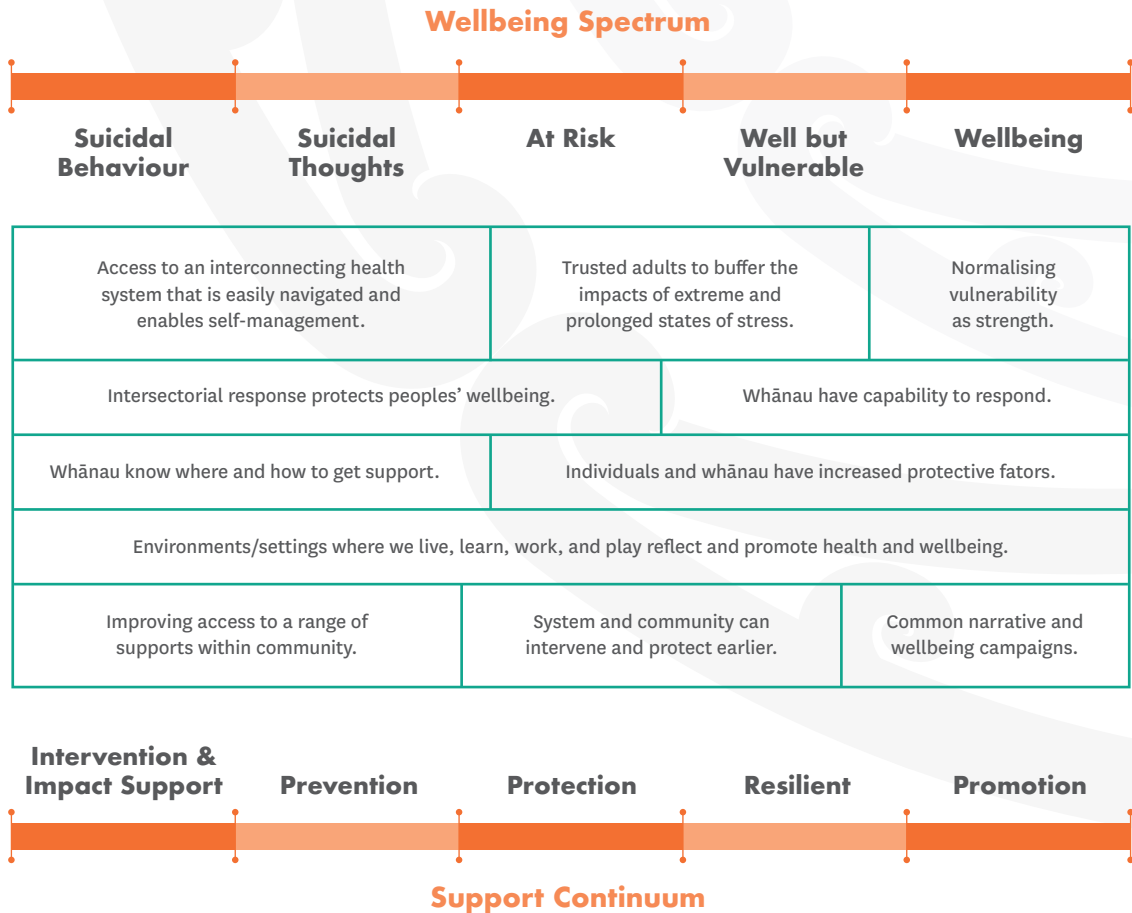 Wellbeing Spectrum
Suicidal
Behaviour
Suicidal
Thoughts
At Risk
Well but
Vulnerable
Wellbeing
Access to an interconnecting health
system that is easily navigated and
enables self-management.
Trusted adults to buffer the
impacts of extreme and
prolonged states of stress.
Normalising
vulnerability
as strength.
Intersectorial response protects peoples’ wellbeing.
Whānau have capability to respond.
Whānau know where and how to get support.
Individuals and whānau have increased protective fators.
Environments/settings where we live, learn, work, and play reflect and promote health and wellbeing.
Improving access to a range of
supports within community.
System and community can
intervene and protect earlier.
Common narrative and
wellbeing campaigns.
Intervention &
Impact Support
Prevention
Protection
Resilient
Promotion
Support Continuum